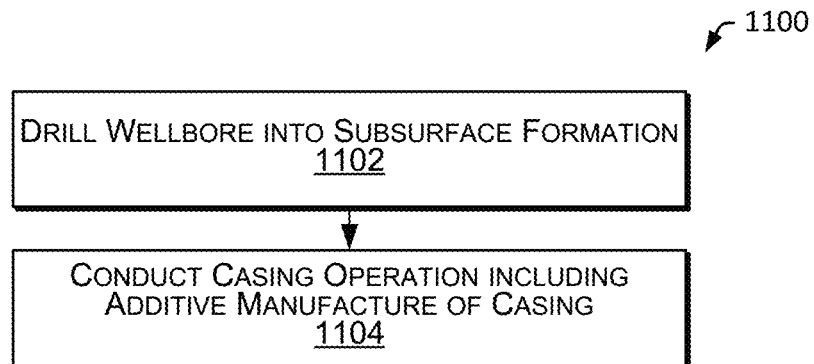 1100
DRILL WELLBORE INTO SUBSURFACE FORMATION
1102
CONDUCT CASING OPERATION INCLUDING
ADDITIVE MANUFACTURE OF CASING
1104